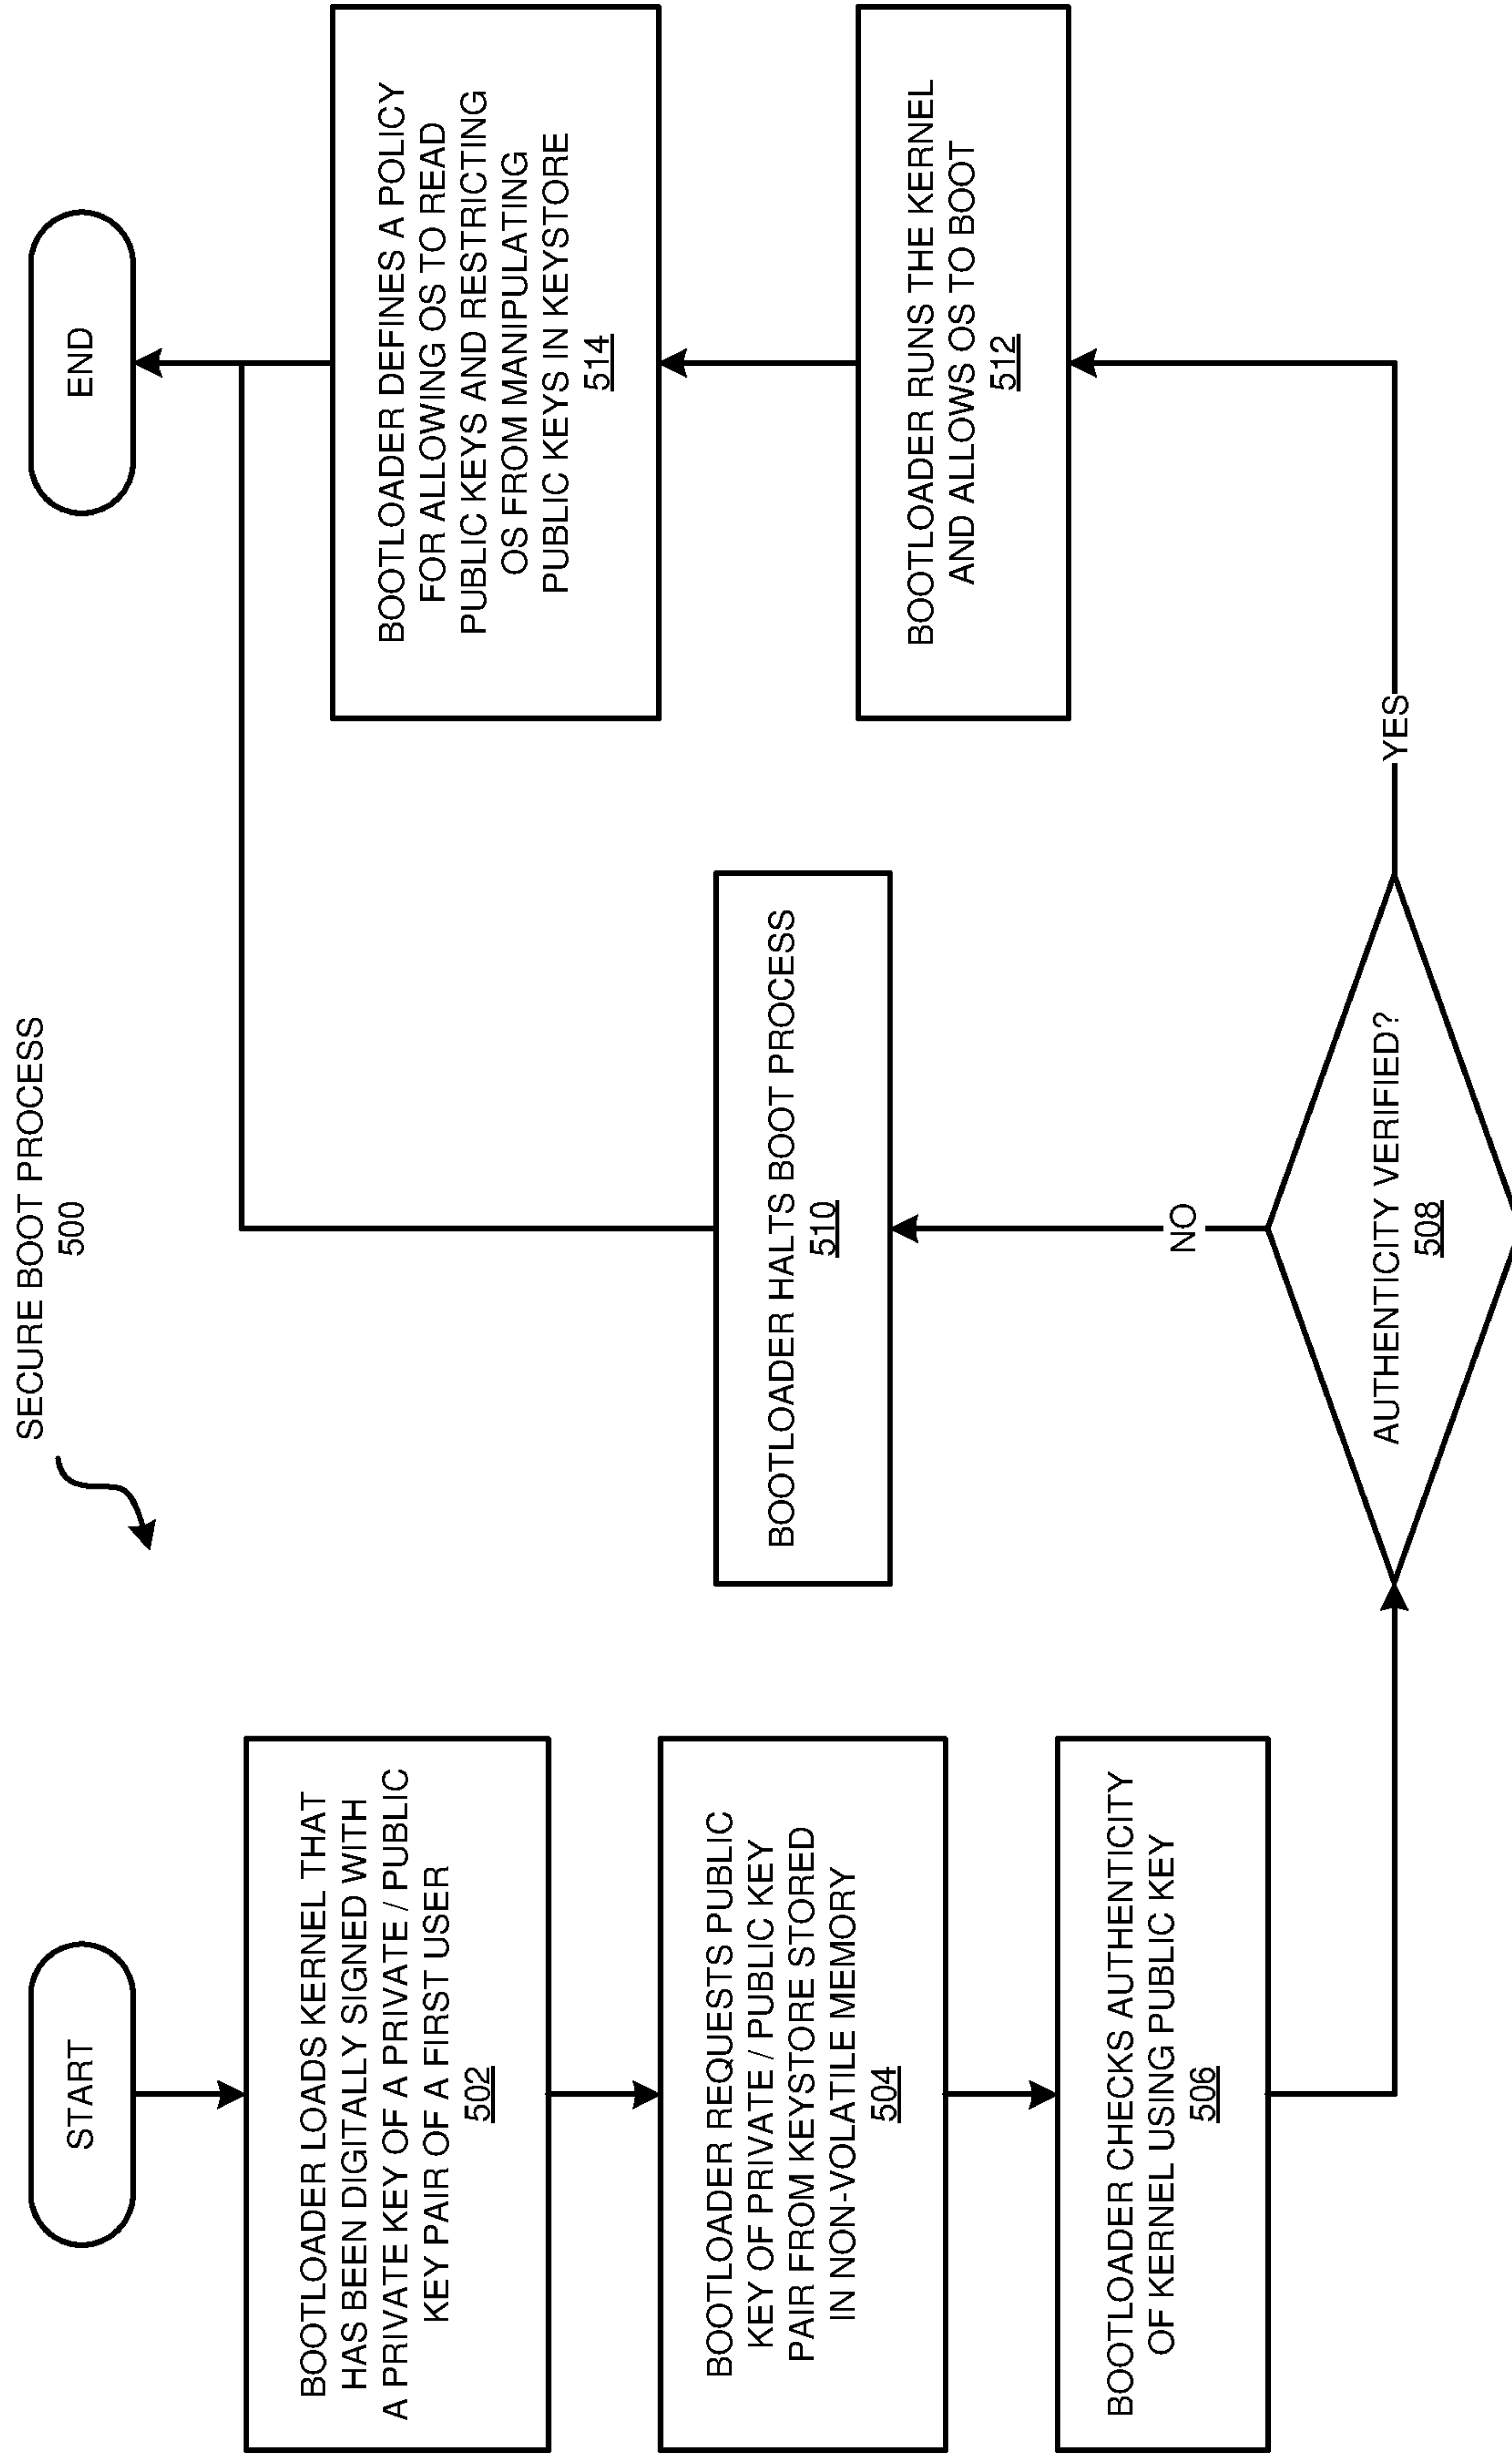 SECURE BOOT PROCESS
500
START
BOOTLOADER LOADS KERNEL THAT
HAS BEEN DIGITALLY SIGNED WITH
A PRIVATE KEY OF A PRIVATE / PUBLIC
KEY PAIR OF A FIRST USER
502
BOOTLOADER REQUESTS PUBLIC
KEY OF PRIVATE / PUBLIC KEY
PAIR FROM KEYSTORE STORED
IN NON-VOLATILE MEMORY
504
BOOTLOADER CHECKS AUTHENTICITY
OF KERNEL USING PUBLIC KEY
506
AUTHENTICITY VERIFIED?
508
NO
BOOTLOADER HALTS BOOT PROCESS
510
YES
BOOTLOADER RUNS THE KERNEL
AND ALLOWS OS TO BOOT
512
BOOTLOADER DEFINES A POLICY
FOR ALLOWING OS TO READ
PUBLIC KEYS AND RESTRICTING
OS FROM MANIPULATING
PUBLIC KEYS IN KEYSTORE
514
END